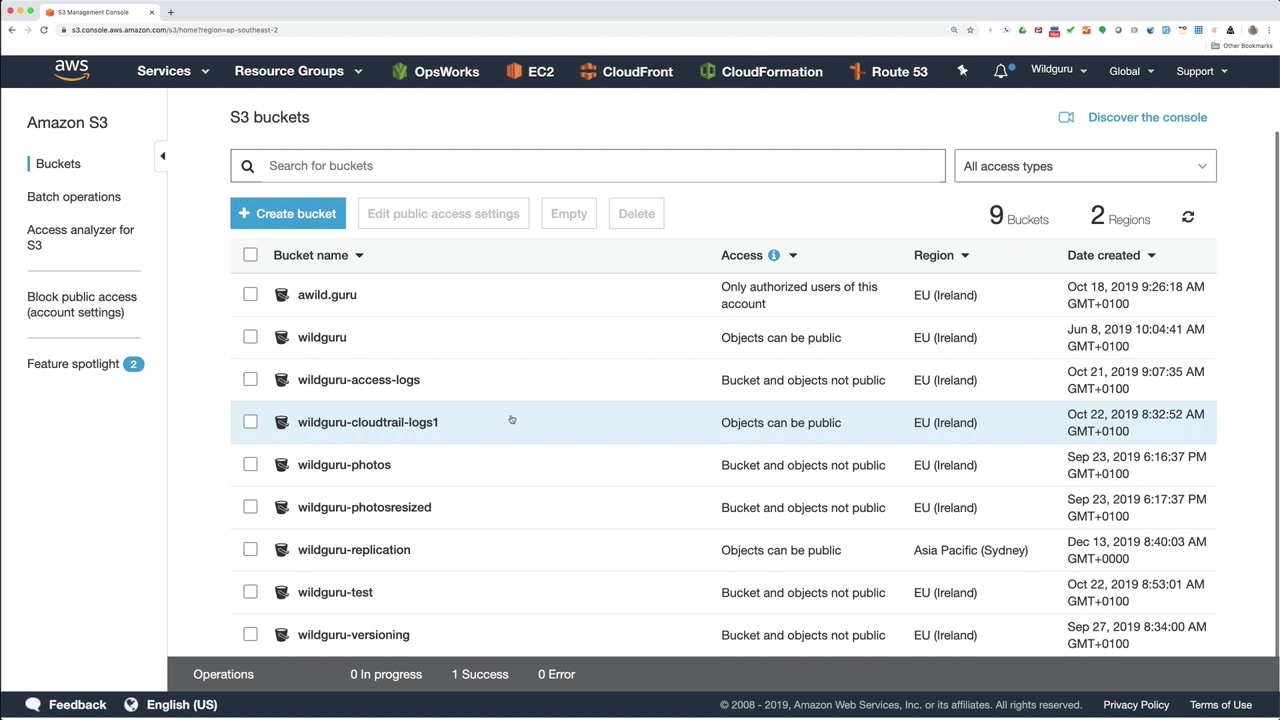 S3 Management Console
s3.console.aws.amazon.com/s3/home?region=ap-southeast-2
Other Bookmarks
aws
Services
Resource Groups
OpsWorks
EC2
CloudFront
CloudFormation
Route 53
Wildguru
Global
Support
Amazon S3
Buckets
Batch operations
Access analyzer for
S3
Block public access
(account settings)
Feature spotlight 2
S3 buckets
Discover the console
Search for buckets
All access types
+ Create bucket
Edit public access settings
Empty
Delete
9 Buckets
2 Regions
Bucket name
Access
Region
Date created
awild.guru
Only authorized users of this
account
EU (Ireland)
Oct 18, 2019 9:26:18 AM
GMT+0100
wildguru
Objects can be public
EU (Ireland)
Jun 8, 2019 10:04:41 AM
GMT+0100
wildguru-access-logs
Bucket and objects not public
EU (Ireland)
Oct 21, 2019 9:07:35 AM
GMT+0100
wildguru-cloudtrail-logs1
Objects can be public
EU (Ireland)
Oct 22, 2019 8:32:52 AM
GMT+0100
wildguru-photos
Bucket and objects not public
EU (Ireland)
Sep 23, 2019 6:16:37 PM
GMT+0100
wildguru-photosresized
Bucket and objects not public
EU (Ireland)
Sep 23, 2019 6:17:37 PM
GMT+0100
wildguru-replication
Objects can be public
Asia Pacific (Sydney)
Dec 13, 2019 8:40:03 AM
GMT+0000
wildguru-test
Bucket and objects not public
EU (Ireland)
Oct 22, 2019 8:53:01 AM
GMT+0100
wildguru-versioning
Bucket and objects not public
EU (Ireland)
Sep 27, 2019 8:34:00 AM
GMT+0100
Operations
0 In progress
1 Success
0 Error
Feedback
English (US)
© 2008 - 2019, Amazon Web Services, Inc. or its affiliates. All rights reserved.
Privacy Policy
Terms of Use